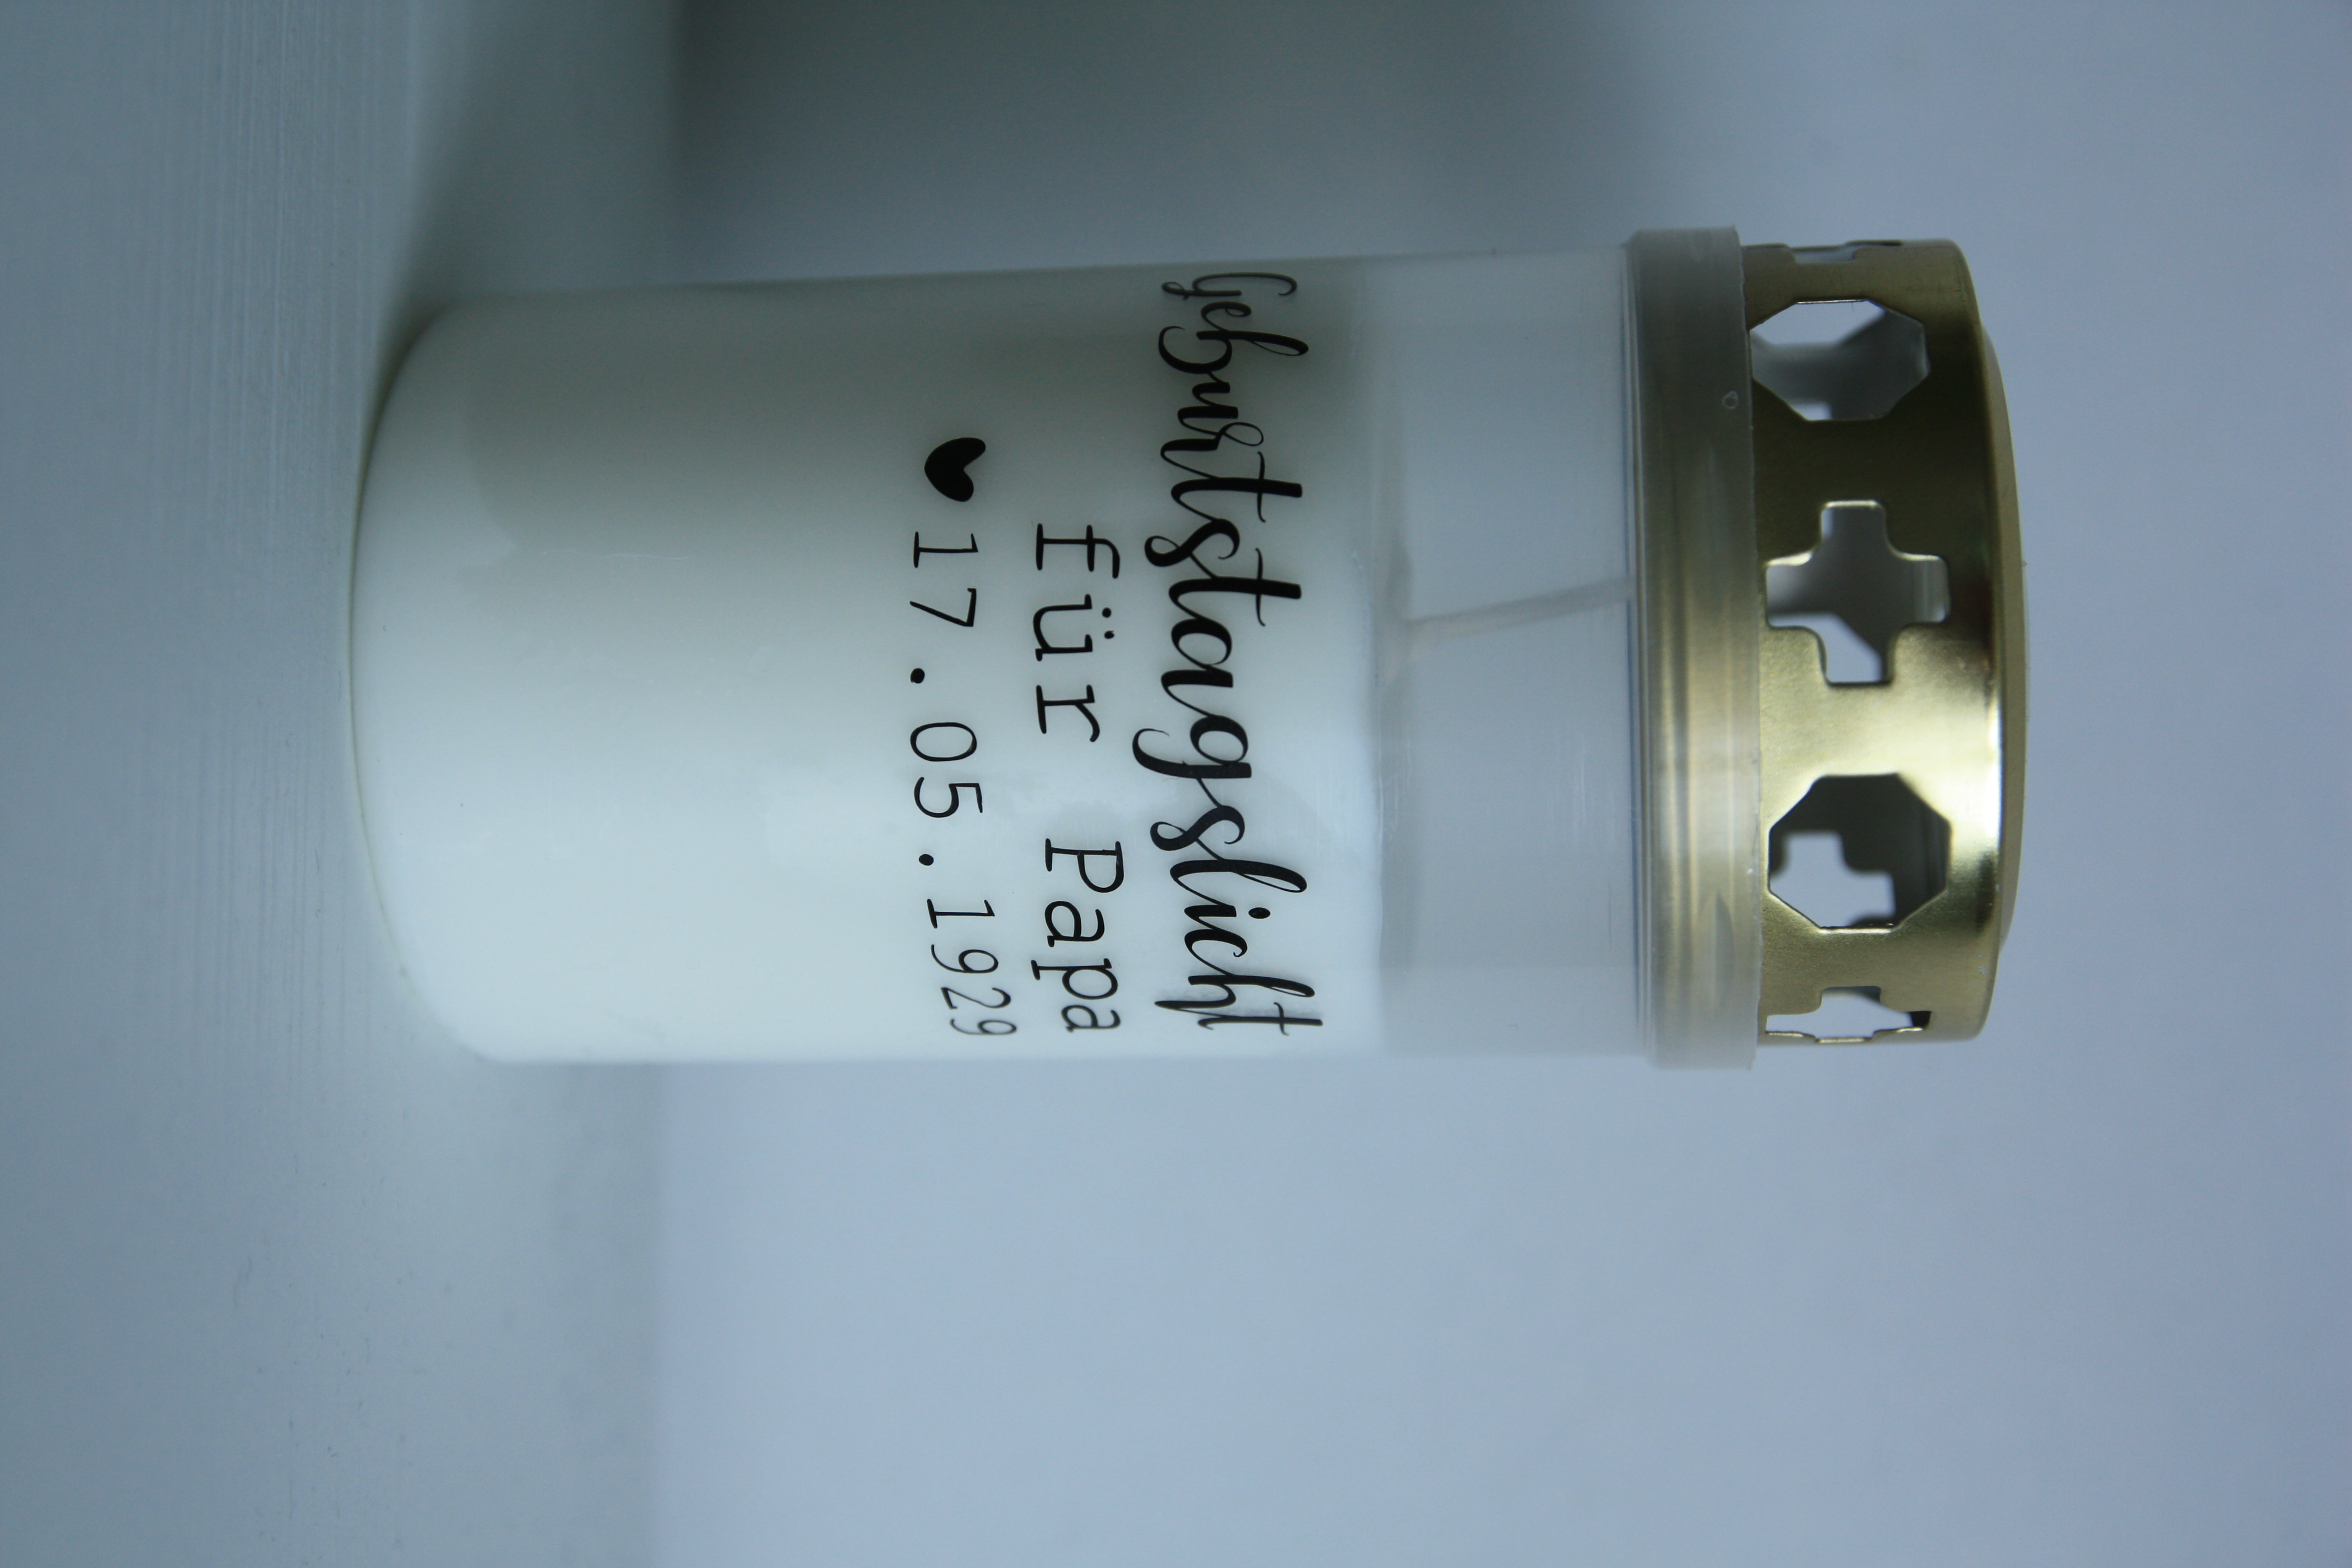 Geburtstagslicht
für Papa
♥ 17.05.1929